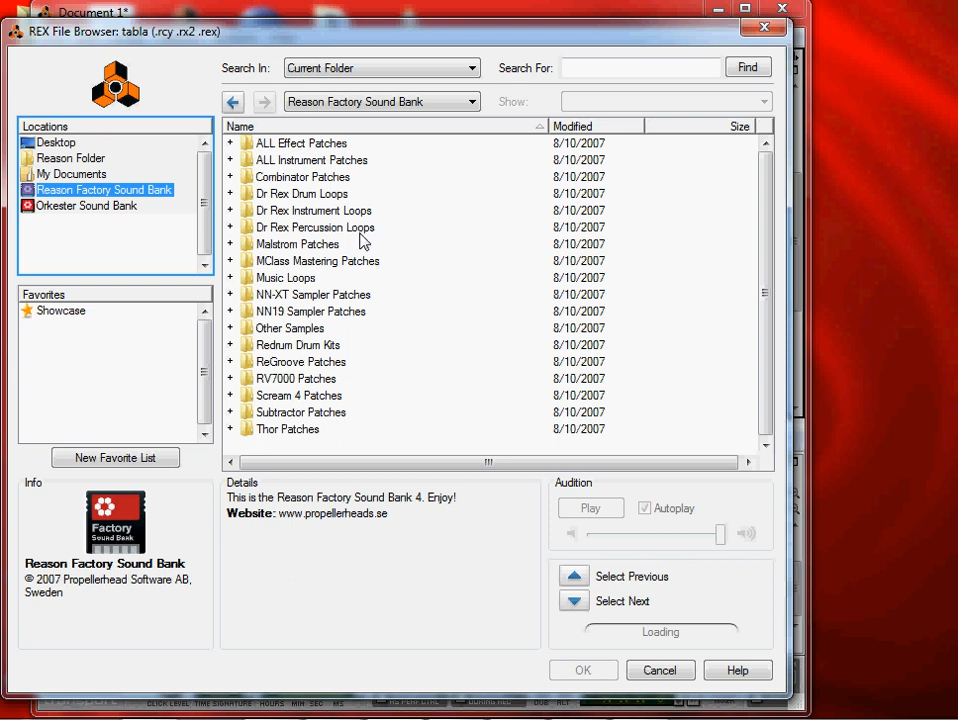 Document 1*
REX File Browser: tabla (.rcy .rx2 .rex)
Search In: Current Folder Search For: Find
Reason Factory Sound Bank Show:
Locations
Desktop
Reason Folder
My Documents
Reason Factory Sound Bank
Orkester Sound Bank
Favorites
Showcase
New Favorite List
Name Modified Size
ALL Effect Patches 8/10/2007
ALL Instrument Patches 8/10/2007
Combinator Patches 8/10/2007
Dr Rex Drum Loops 8/10/2007
Dr Rex Instrument Loops 8/10/2007
Dr Rex Percussion Loops 8/10/2007
Malstrom Patches 8/10/2007
MClass Mastering Patches 8/10/2007
Music Loops 8/10/2007
NN-XT Sampler Patches 8/10/2007
NN19 Sampler Patches 8/10/2007
Other Samples 8/10/2007
Redrum Drum Kits 8/10/2007
ReGroove Patches 8/10/2007
RV7000 Patches 8/10/2007
Scream 4 Patches 8/10/2007
Subtractor Patches 8/10/2007
Thor Patches 8/10/2007
Info
Factory
Sound Bank
Reason Factory Sound Bank
© 2007 Propellerhead Software AB,
Sweden
Details
This is the Reason Factory Sound Bank 4. Enjoy!
Website: www.propellerheads.se
Audition
Play Autoplay
Select Previous
Select Next
Loading
OK Cancel Help
CLICK LEVEL TIME SIGNATURE HOURS MIN SEC MS